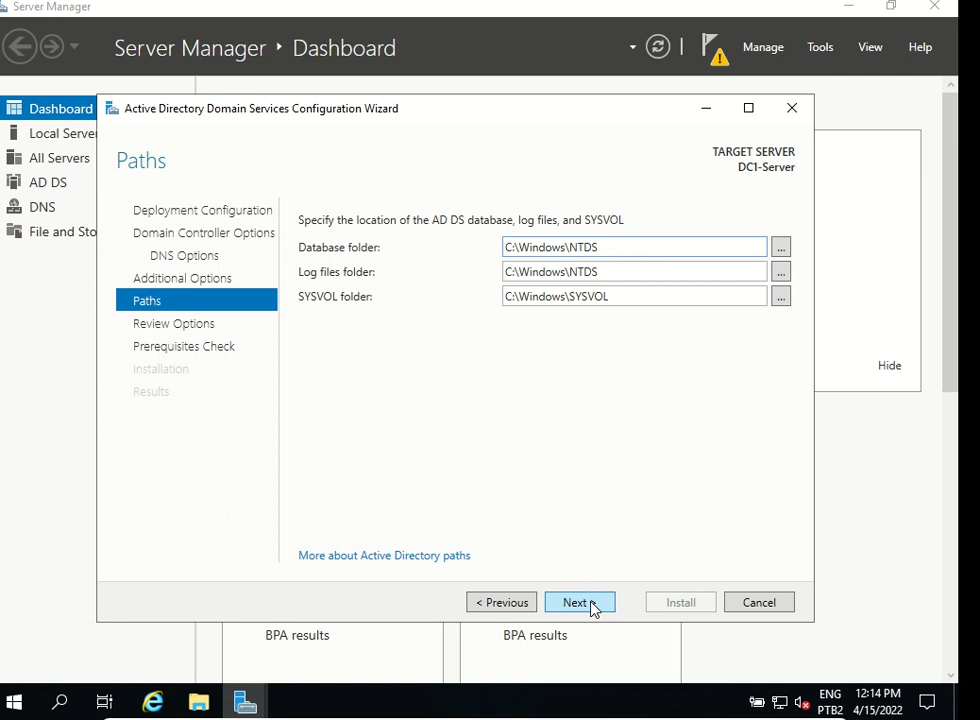 Server Manager
Server Manager ‣ Dashboard
Manage Tools View Help
Dashboard
Local Server
All Servers
AD DS
DNS
File and Sto
Active Directory Domain Services Configuration Wizard
Paths
TARGET SERVER
DC1-Server
Deployment Configuration
Domain Controller Options
DNS Options
Additional Options
Paths
Review Options
Prerequisites Check
Installation
Results
Specify the location of the AD DS database, log files, and SYSVOL
Database folder: C:\Windows\NTDS ...
Log files folder: C:\Windows\NTDS ...
SYSVOL folder: C:\Windows\SYSVOL ...
More about Active Directory paths
< Previous Next > Install Cancel
Hide
BPA results BPA results
ENG 12:14 PM
PTB2 4/15/2022